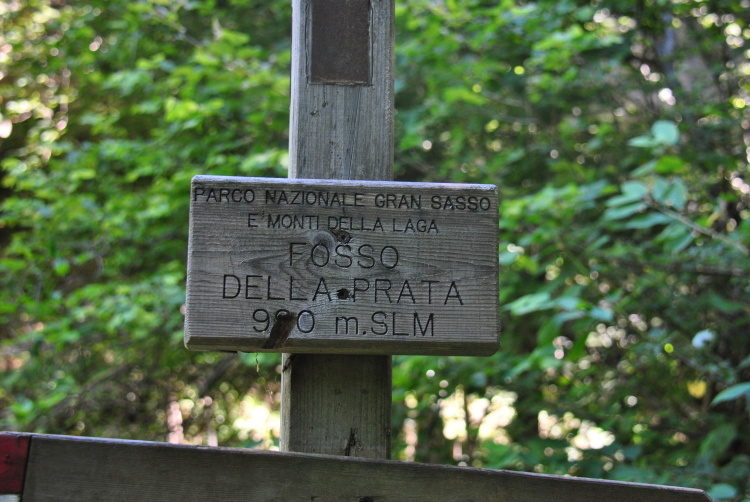 PARCO NAZIONALE GRAN SASSO
E MONTI DELLA LAGA
FOSSO
DELLA PRATA
m.SLM